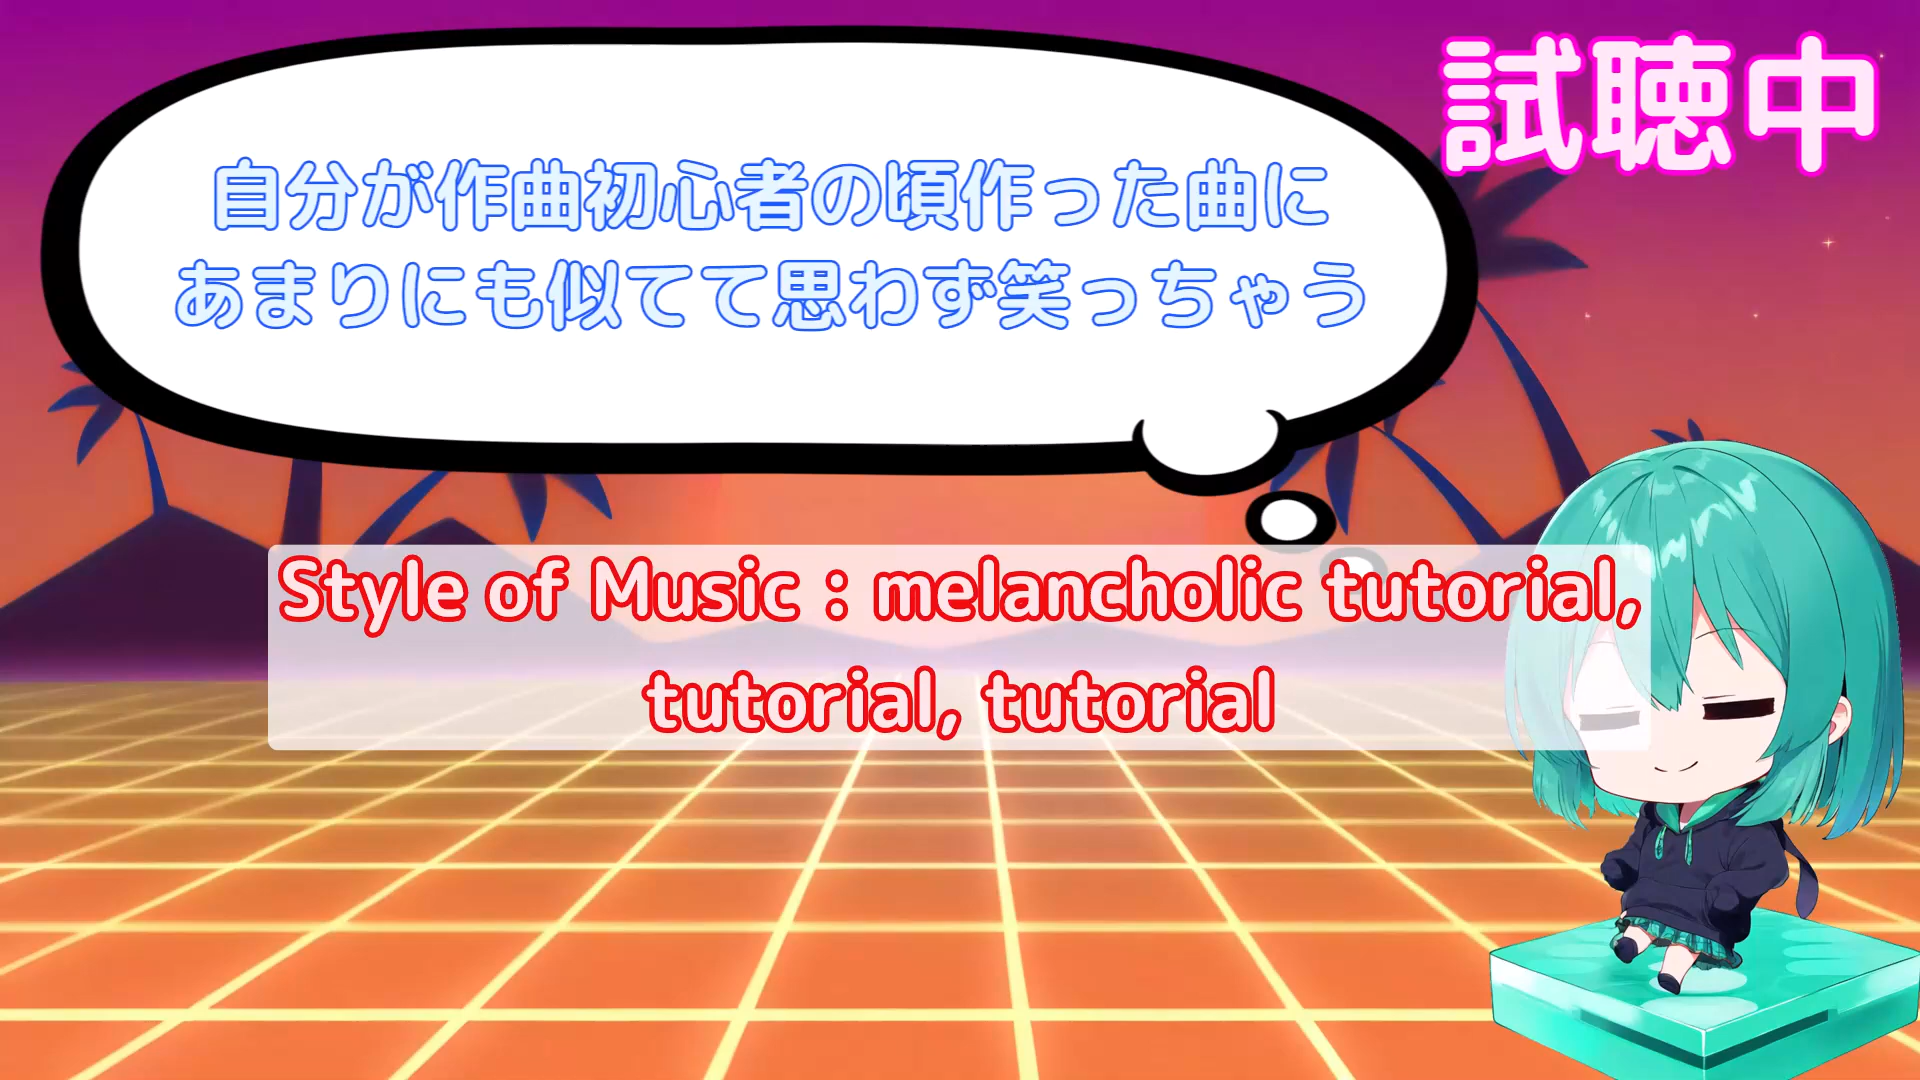 試聴中
自分が作曲初心者の頃作った曲に
あまりにも似てて思わず笑っちゃう
Style of Music : melancholic tutorial,
tutorial, tutorial